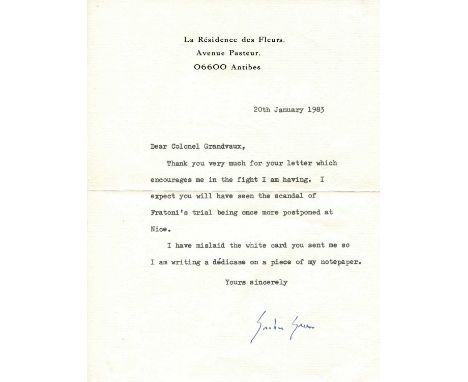 La Résidence des Fleurs.
Avenue Pasteur.
06600 Antibes
20th January 1983
Dear Colonel Grandvaux,
Thank you very much for your letter which
encourages me in the fight I am having. I
expect you will have seen the scandal of
Fratoni's trial being once more postponed at
Nice.
I have mislaid the white card you sent me so
I am writing a dédicase on a piece of my notepaper.
Yours sincerely